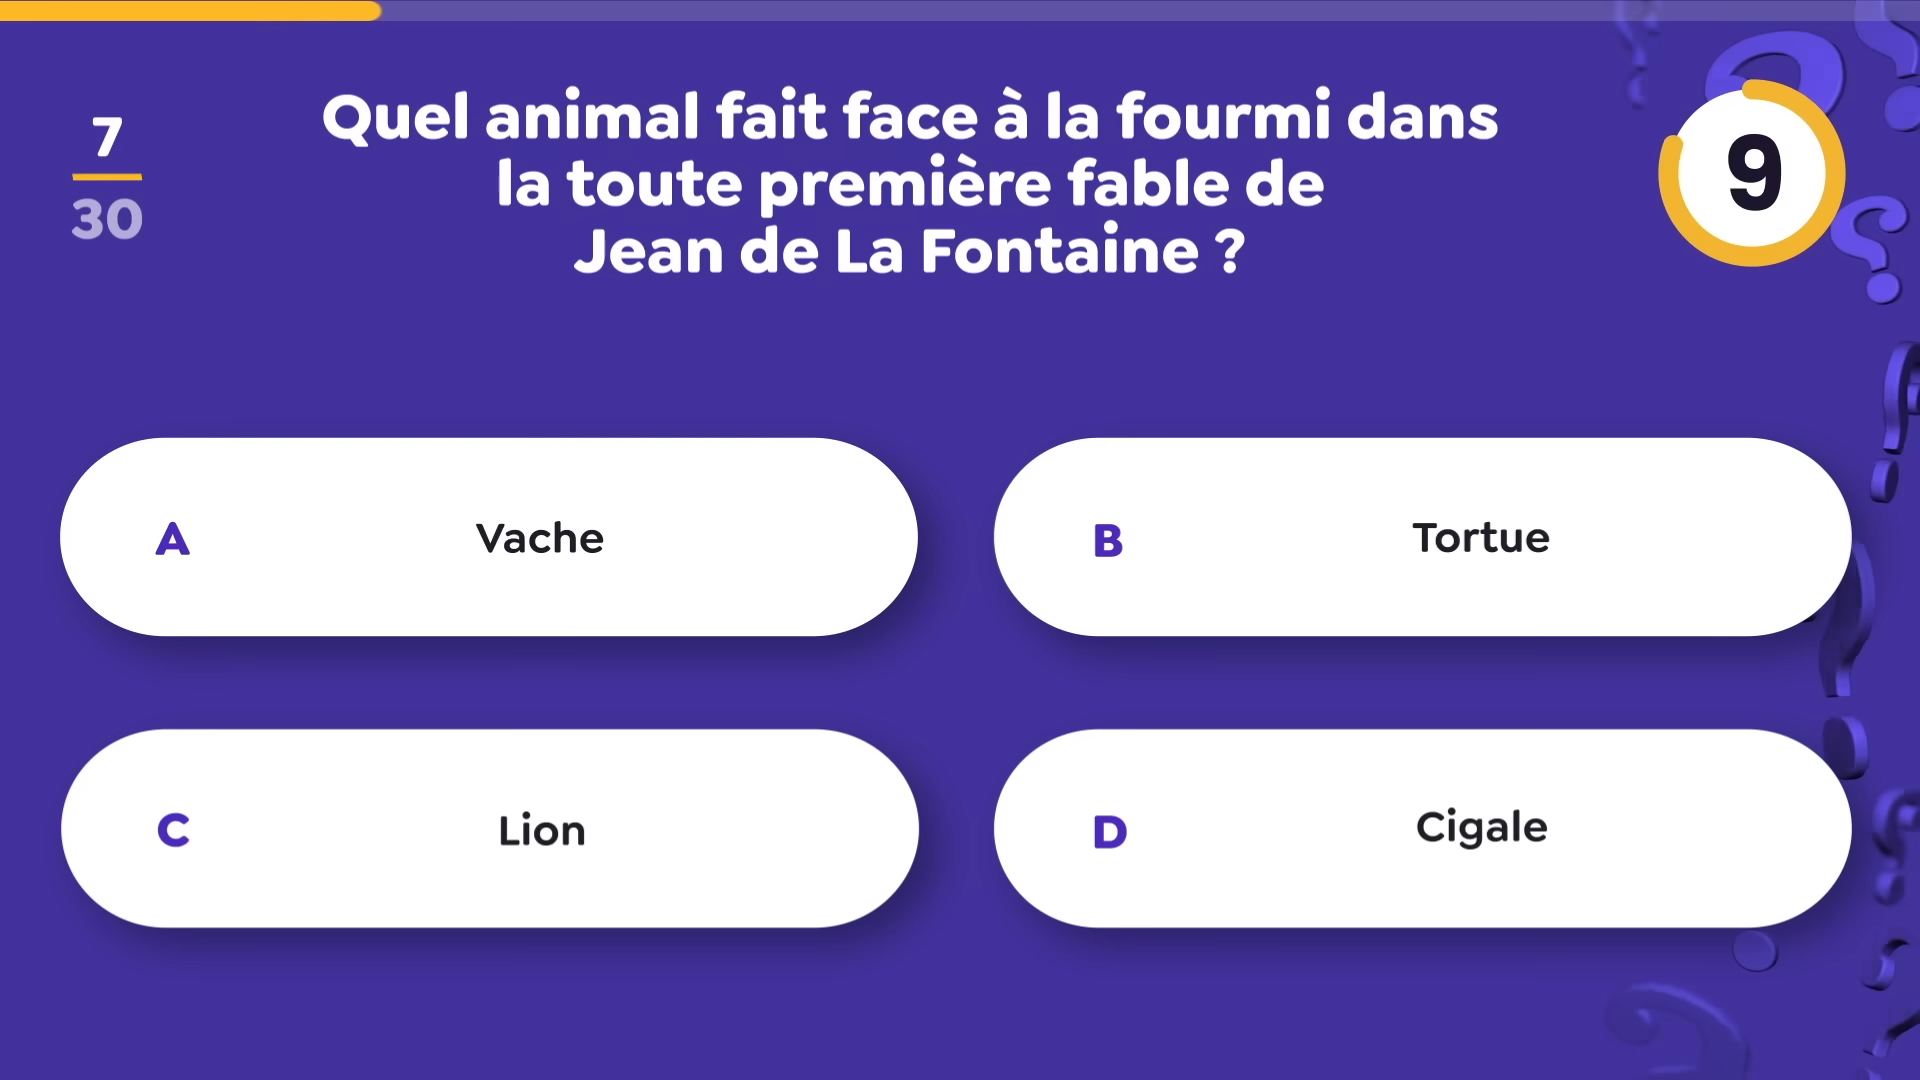 7
30
Quel animal fait face à la fourmi dans
la toute première fable de
Jean de La Fontaine ?
9
A Vache
B Tortue
C Lion
D Cigale